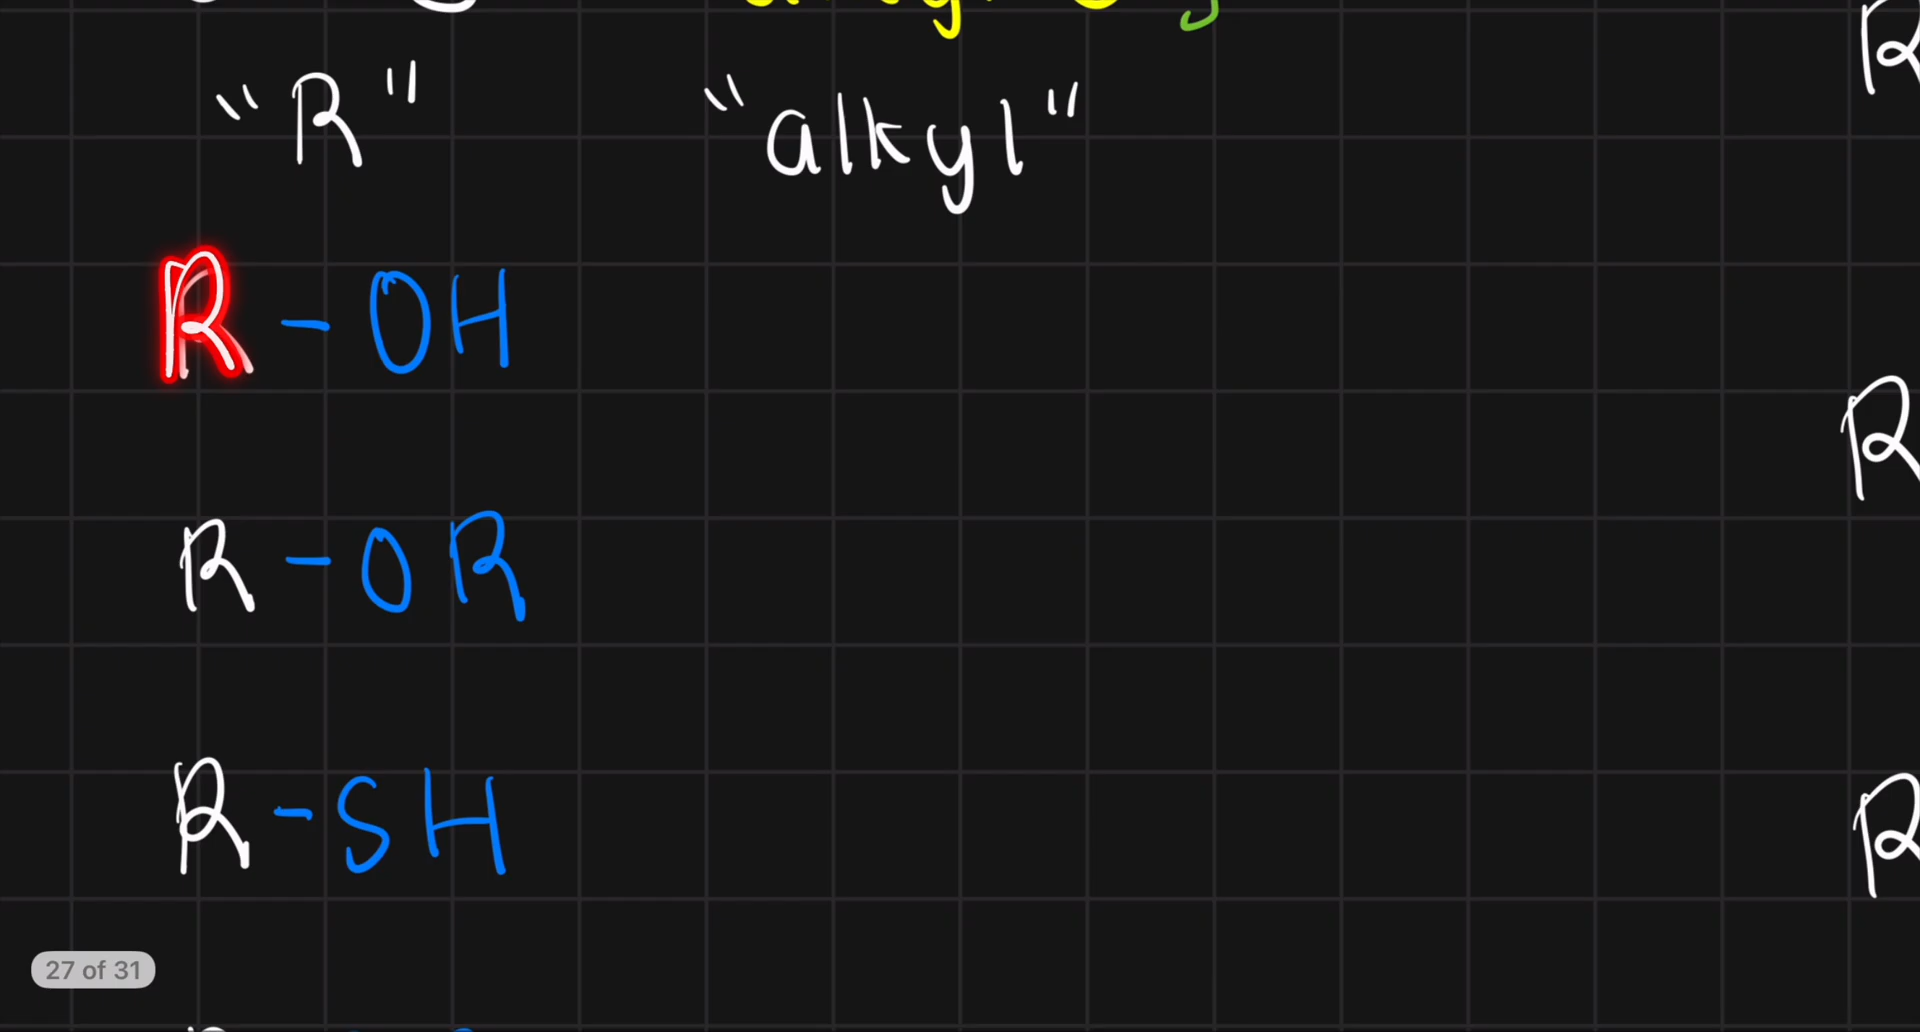 "R" "alkyl"
R
R - OH
R
R - OR
R - SH
R
27 of 31